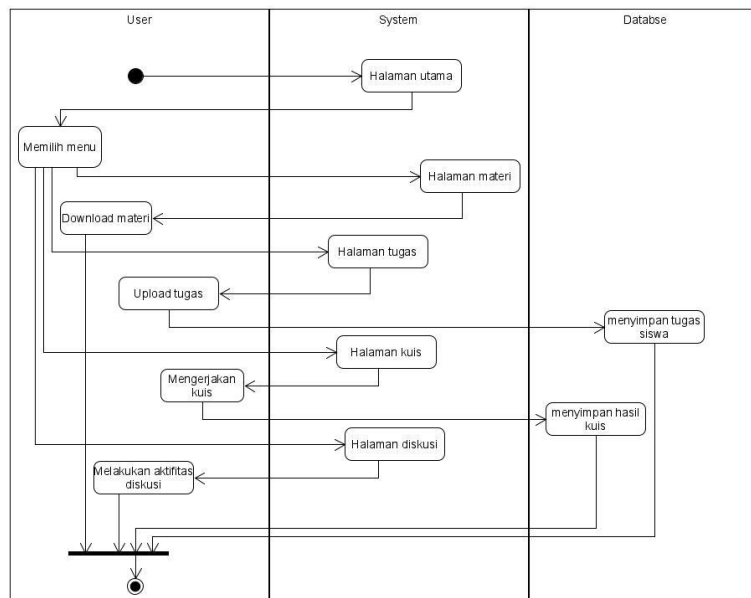 User
System
Databse
Halaman utama
Memilih menu
Halaman materi
Download materi
Halaman tugas
Upload tugas
menyimpan tugas
siswa
Halaman kuis
Mengerjakan
kuis
menyimpan hasil
kuis
Halaman diskusi
Melakukan aktifitas
diskusi